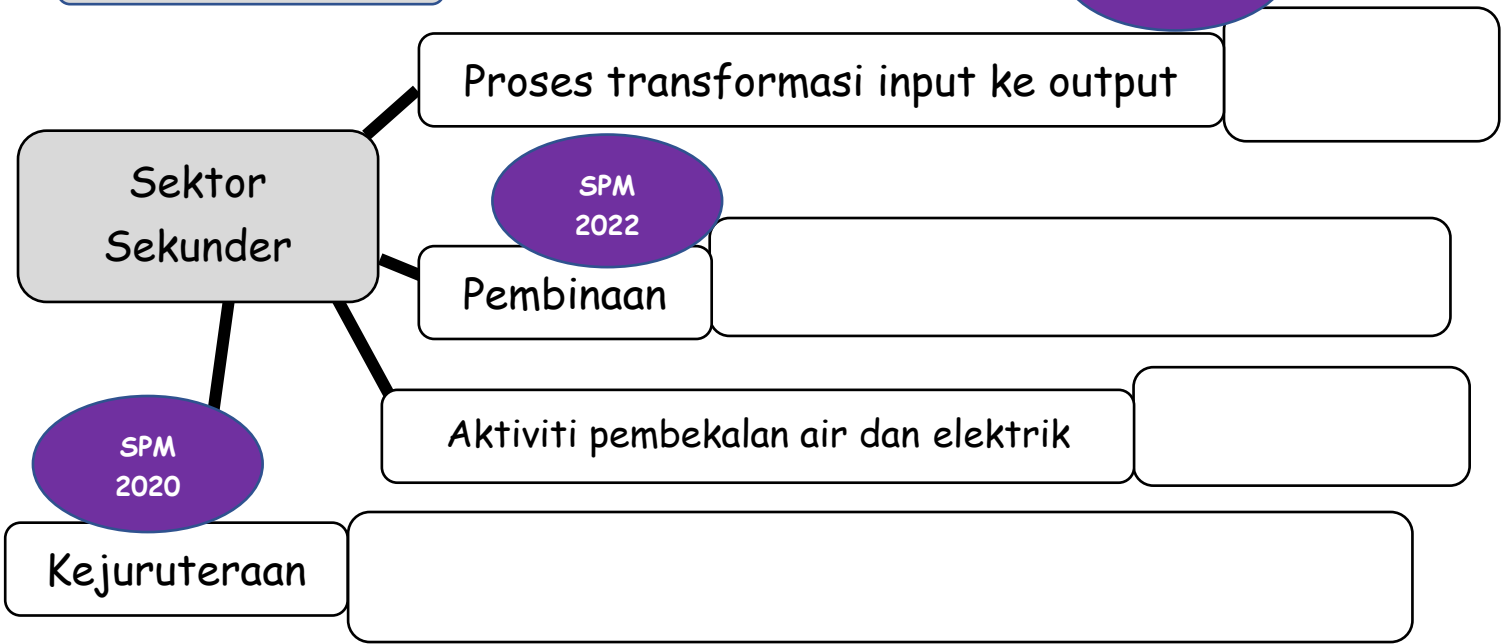 Proses transformasi input ke output
Sektor
Sekunder
SPM
2022
Pembinaan
Aktiviti pembekalan air dan elektrik
SPM
2020
Kejuruteraan